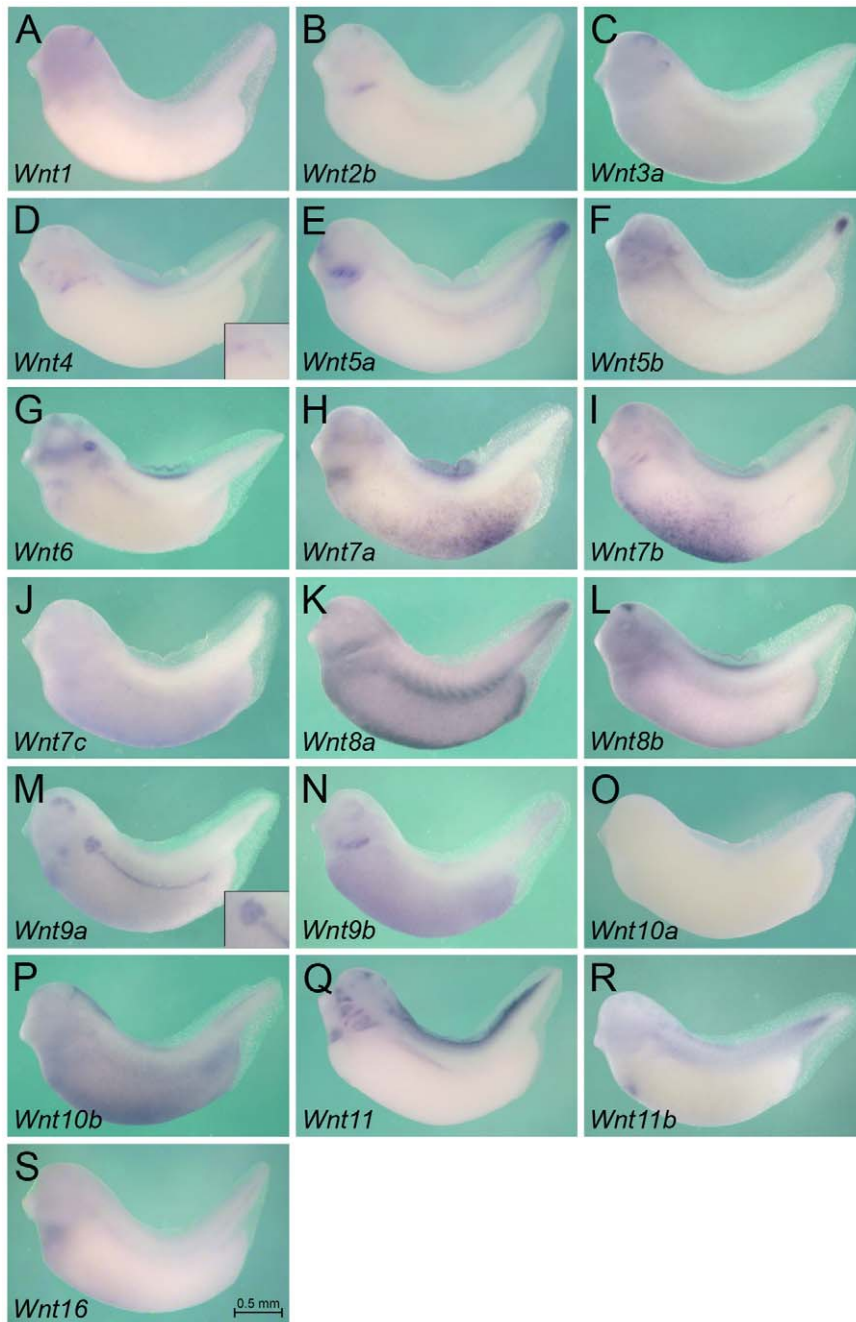 A
Wnt1
B
Wnt2b
C
Wnt3a
D
Wnt4
E
Wnt5a
F
Wnt5b
G
Wnt6
H
Wnt7a
I
Wnt7b
J
Wnt7c
K
Wnt8a
L
Wnt8b
M
Wnt9a
N
Wnt9b
O
Wnt10a
P
Wnt10b
Q
Wnt11
R
Wnt11b
S
Wnt16
0.5 mm